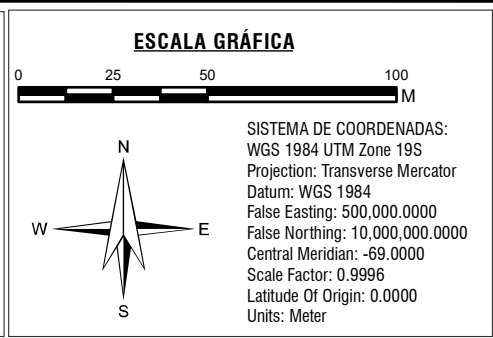 ESCALA GRÁFICA
0 25 50 100
M
N
W E
S
SISTEMA DE COORDENADAS:
WGS 1984 UTM Zone 19S
Projection: Transverse Mercator
Datum: WGS 1984
False Easting: 500,000.0000
False Northing: 10,000,000.0000
Central Meridian: -69.0000
Scale Factor: 0.9996
Latitude Of Origin: 0.0000
Units: Meter